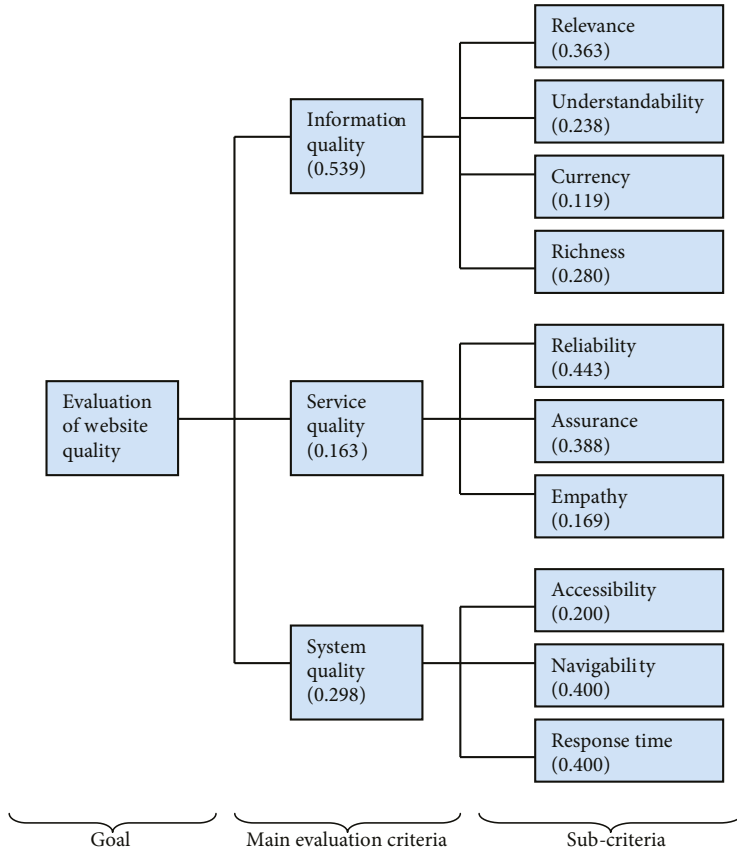 Evaluation
of website
quality
Information
quality
(0.539)
Relevance
(0.363)
Understandability
(0.238)
Currency
(0.119)
Richness
(0.280)
Service
quality
(0.163)
Reliability
(0.443)
Assurance
(0.388)
Empathy
(0.169)
System
quality
(0.298)
Accessibility
(0.200)
Navigability
(0.400)
Response time
(0.400)
Goal
Main evaluation criteria
Sub-criteria